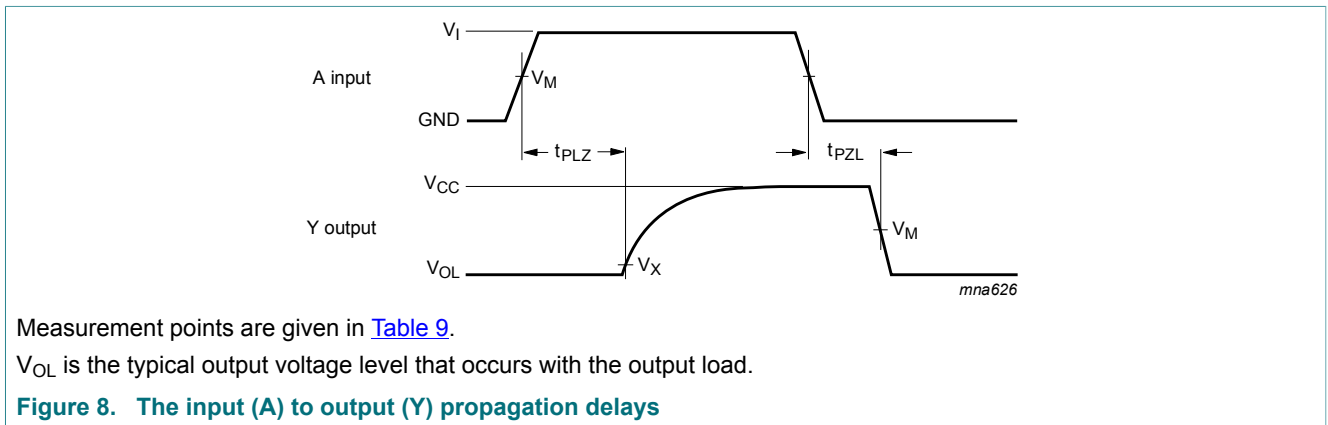 V_I
A input
V_M
GND
t_PLZ
t_PZL
V_CC
Y output
V_M
V_OL
V_X
mna626
Measurement points are given in Table 9.
V_OL is the typical output voltage level that occurs with the output load.
Figure 8. The input (A) to output (Y) propagation delays